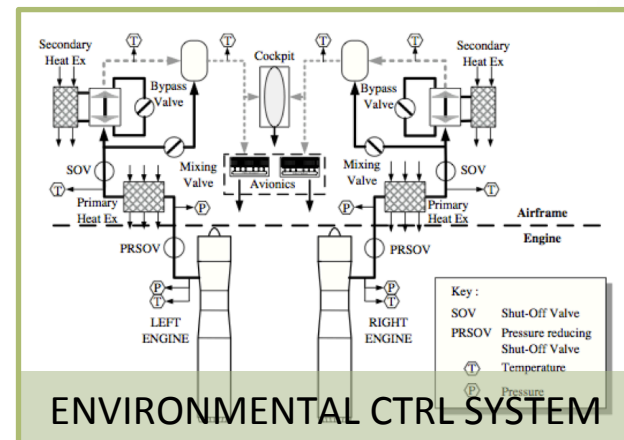 Secondary
Heat Ex
T
T
Cockpit
T
T
Secondary
Heat Ex
Bypass
Valve
Bypass
Valve
SOV
Mixing
Valve
Avionics
Mixing
Valve
SOV
T
Primary
Heat Ex
P
P
Primary
Heat Ex
T
Airframe
Engine
PRSOV
PRSOV
P
T
P
T
LEFT
ENGINE
RIGHT
ENGINE
Key :
SOV Shut-Off Valve
PRSOV Pressure reducing
Shut-Off Valve
T Temperature
P Pressure
ENVIRONMENTAL CTRL SYSTEM